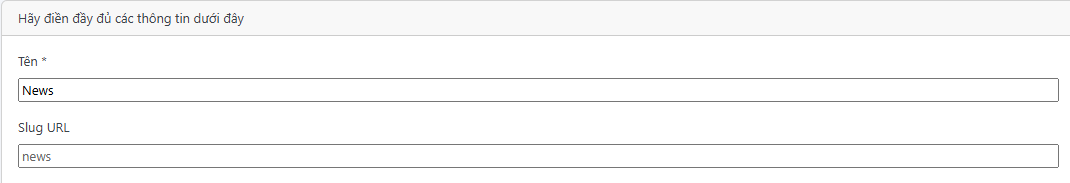 Hãy điền đầy đủ các thông tin dưới đây
Tên *
News
Slug URL
news